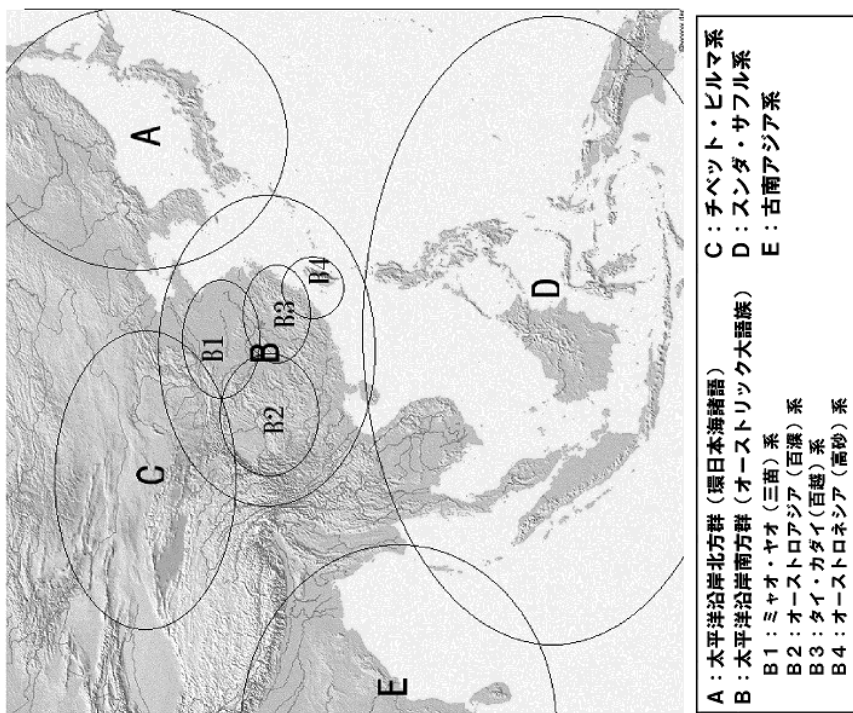 A
B
B1
B2
B3
B4
C
D
E
A：太平洋沿岸北方群（環日本海諸語）
B：太平洋沿岸南方群（オーストリック大語族）
B1：ミャオ・ヤオ（三苗）系
B2：オーストロアジア（百濮）系
B3：タイ・カダイ（百越）系
B4：オーストロネシア（高砂）系
C：チベット・ビルマ系
D：スンダ・サフル系
E：古南アジア系